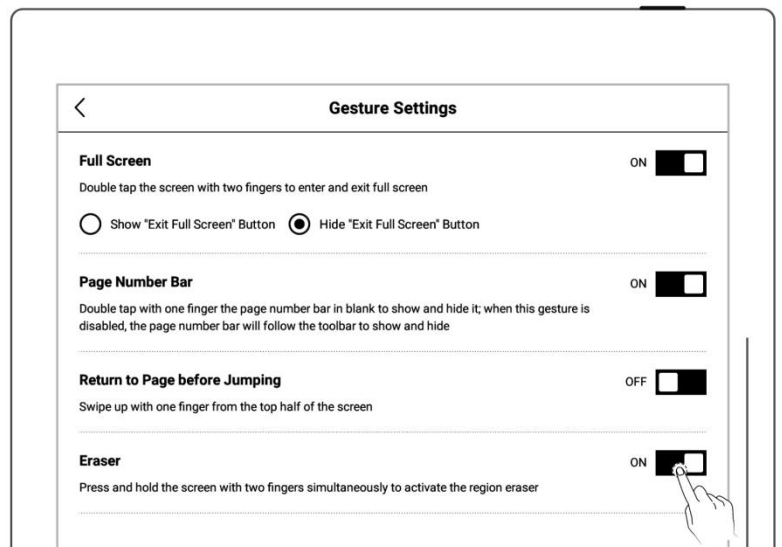 Gesture Settings
Full Screen
ON
Double tap the screen with two fingers to enter and exit full screen
Show "Exit Full Screen" Button
Hide "Exit Full Screen" Button
Page Number Bar
ON
Double tap with one finger the page number bar in blank to show and hide it; when this gesture is
disabled, the page number bar will follow the toolbar to show and hide
Return to Page before Jumping
OFF
Swipe up with one finger from the top half of the screen
Eraser
ON
Press and hold the screen with two fingers simultaneously to activate the region eraser